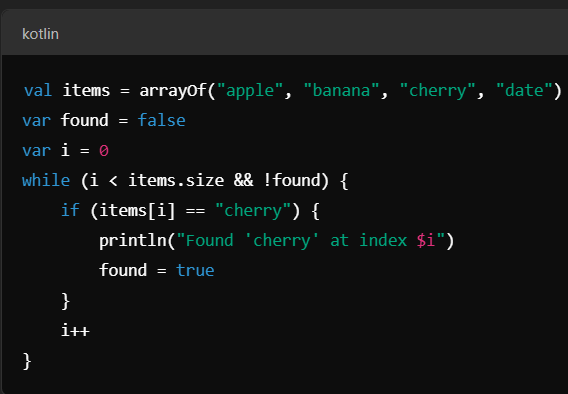 kotlin
val items = arrayOf("apple", "banana", "cherry", "date")
var found = false
var i = 0
while (i < items.size && !found) {
    if (items[i] == "cherry") {
        println("Found 'cherry' at index $i")
        found = true
    }
    i++
}